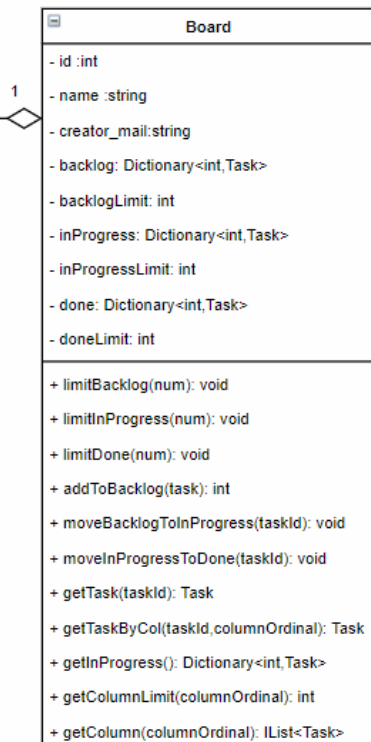 Board
- id :int
- name :string
1
- creator_mail:string
- backlog: Dictionary<int,Task>
- backlogLimit: int
- inProgress: Dictionary<int,Task>
- inProgressLimit: int
- done: Dictionary<int,Task>
- doneLimit: int
+ limitBacklog(num): void
+ limitInProgress(num): void
+ limitDone(num): void
+ addToBacklog(task): int
+ moveBacklogToInProgress(taskId): void
+ moveInProgressToDone(taskId): void
+ getTask(taskId): Task
+ getTaskByCol(taskId,columnOrdinal): Task
+ getInProgress(): Dictionary<int,Task>
+ getColumnLimit(columnOrdinal): int
+ getColumn(columnOrdinal): IList<Task>